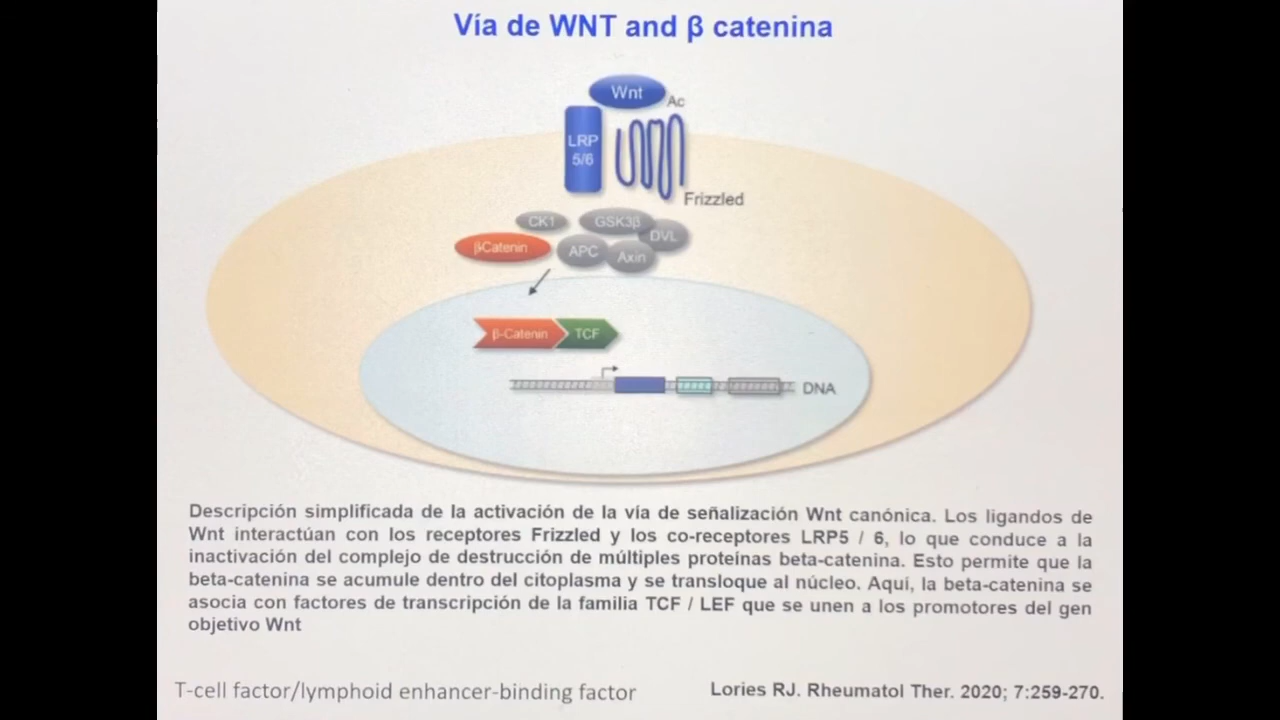 Vía de WNT and β catenina
Wnt
Ac
LRP
5/6
Frizzled
CK1
GSK3β
DVL
β-Catenin
APC
Axin
β-Catenin
TCF
DNA
Descripción simplificada de la activación de la vía de señalización Wnt canónica. Los ligandos de
Wnt interactúan con los receptores Frizzled y los co-receptores LRP5 / 6, lo que conduce a la
inactivación del complejo de destrucción de múltiples proteínas beta-catenina. Esto permite que la
beta-catenina se acumule dentro del citoplasma y se transloque al núcleo. Aquí, la beta-catenina se
asocia con factores de transcripción de la familia TCF / LEF que se unen a los promotores del gen
objetivo Wnt
T-cell factor/lymphoid enhancer-binding factor
Lories RJ. Rheumatol Ther. 2020; 7:259-270.